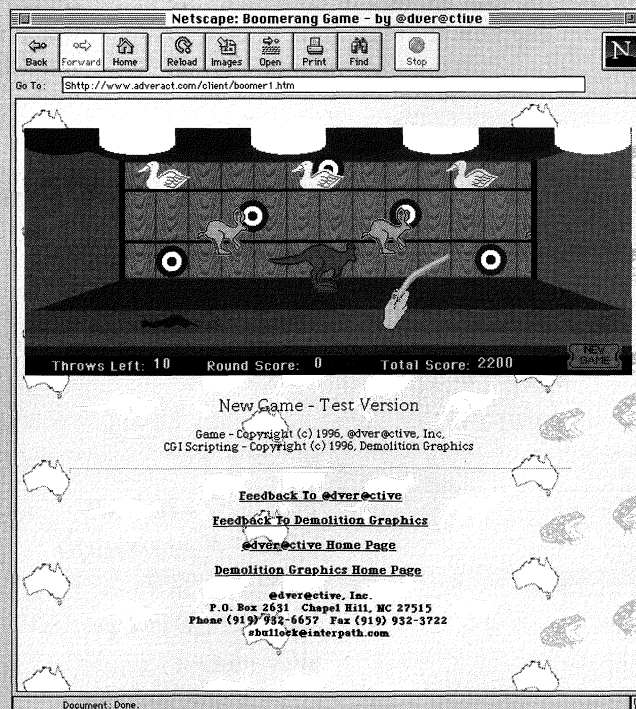 Netscape: Boomerang Game – by @dver@ctive
Back Forward Home Reload Images Open Print Find Stop
N
Go To: Shttp://www.adveract.com/client/boomer1.htm
NEW
GAME
Throws Left: 10 Round Score: 0 Total Score: 2200
New Game - Test Version
Game - Copyright (c) 1996, @dver@ctive, Inc.
CGI Scripting - Copyright (c) 1996, Demolition Graphics
Feedback To @dver@ctive
Feedback To Demolition Graphics
@dver@ctive Home Page
Demolition Graphics Home Page
@dver@ctive, Inc.
P.O. Box 2631 Chapel Hill, NC 27515
Phone (919) 932-6657 Fax (919) 932-3722
sbullock@interpath.com
Document: Done.